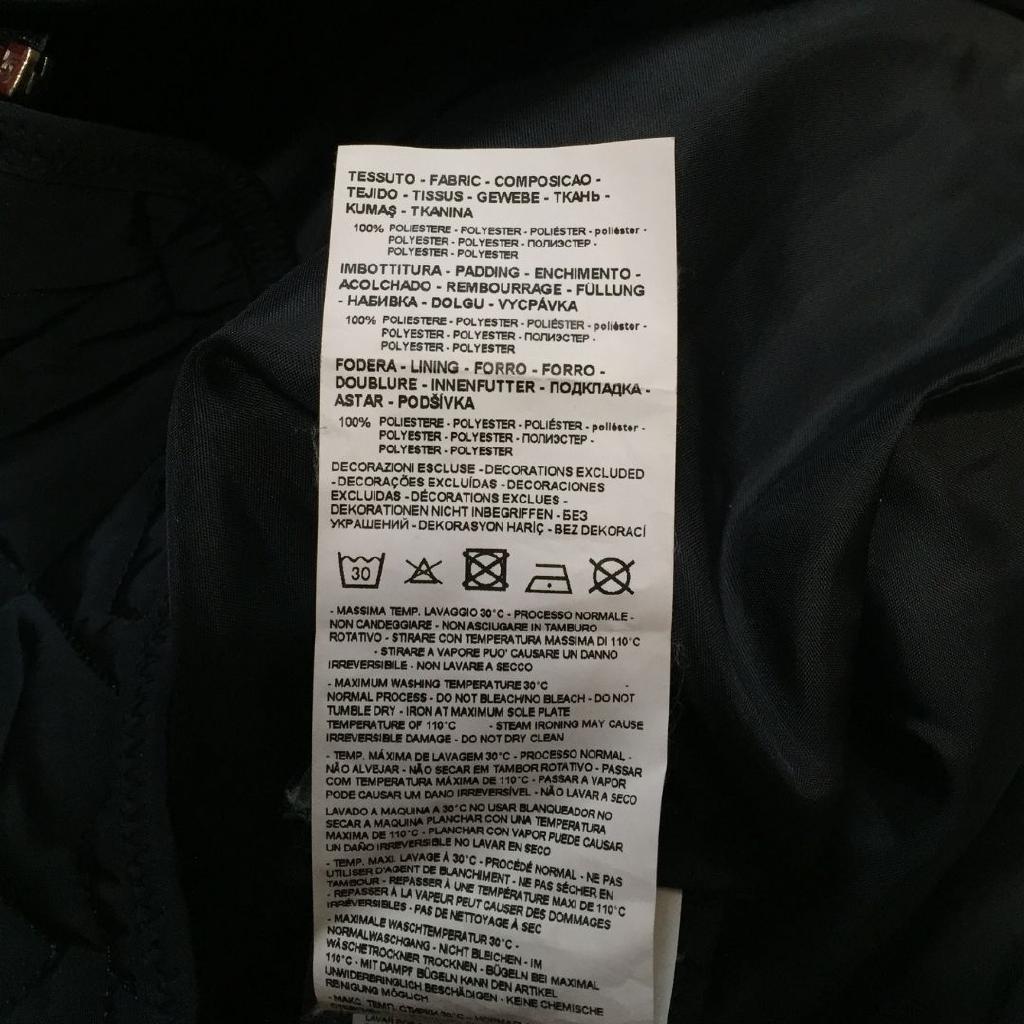 TESSUTO - FABRIC - COMPOSICAO -
TEJIDO - TISSUS - GEWEBE - ТКАНЬ -
KUMAŞ - TKANINA
100% POLIESTERE - POLYESTER - POLIÉSTER - poliéster -
POLYESTER - POLYESTER - ПОЛИЭСТЕР -
POLYESTER - POLYESTER
IMBOTTITURA - PADDING - ENCHIMENTO -
ACOLCHADO - REMBOURRAGE - FÜLLUNG
- НАБИВКА - DOLGU - VYCPÁVKA
100% POLIESTERE - POLYESTER - POLIÉSTER - poliéster -
POLYESTER - POLYESTER - ПОЛИЭСТЕР -
POLYESTER - POLYESTER
FODERA - LINING - FORRO - FORRO -
DOUBLURE - INNENFUTTER - ПОДКЛАДКА -
ASTAR - PODŠÍVKA
100% POLIESTERE - POLYESTER - POLIÉSTER - poliéster -
POLYESTER - POLYESTER - ПОЛИЭСТЕР -
POLYESTER - POLYESTER
DECORAZIONI ESCLUSE - DECORATIONS EXCLUDED
- DECORAÇÕES EXCLUÍDAS - DECORACIONES
EXCLUIDAS - DÉCORATIONS EXCLUES -
DEKORATIONEN NICHT INBEGRIFFEN - БЕЗ
УКРАШЕНИЙ - DEKORASYON HARİÇ - BEZ DEKORACÍ
30
- MASSIMA TEMP. LAVAGGIO 30°C - PROCESSO NORMALE -
NON CANDEGGIARE - NON ASCIUGARE IN TAMBURO
ROTATIVO - STIRARE CON TEMPERATURA MASSIMA DI 110°C
- STIRARE A VAPORE PUO' CAUSARE UN DANNO
IRREVERSIBILE - NON LAVARE A SECCO
- MAXIMUM WASHING TEMPERATURE 30°C -
NORMAL PROCESS - DO NOT BLEACH/NO BLEACH - DO NOT
TUMBLE DRY - IRON AT MAXIMUM SOLE PLATE
TEMPERATURE OF 110°C - STEAM IRONING MAY CAUSE
IRREVERSIBLE DAMAGE - DO NOT DRY CLEAN
- TEMP. MÁXIMA DE LAVAGEM 30°C - PROCESSO NORMAL -
NÃO ALVEJAR - NÃO SECAR EM TAMBOR ROTATIVO - PASSAR
COM TEMPERATURA MÁXIMA DE 110°C - PASSAR A VAPOR
PODE CAUSAR UM DANO IRREVERSÍVEL - NÃO LAVAR A SECO
LAVADO A MAQUINA A 30°C NO USAR BLANQUEADOR NO
SECAR A MAQUINA PLANCHAR CON UNA TEMPERATURA
MAXIMA DE 110°C - PLANCHAR CON VAPOR PUEDE CAUSAR
UN DAÑO IRREVERSIBLE NO LAVAR EN SECO
- TEMP. MAXI. LAVAGE À 30°C - PROCÉDÉ NORMAL - NE PAS
UTILISER D'AGENT DE BLANCHIMENT - NE PAS SÉCHER EN
TAMBOUR - REPASSER À UNE TEMPÉRATURE MAXI DE 110°C
- REPASSER À LA VAPEUR PEUT CAUSER DES DOMMAGES
IRRÉVERSIBLES - PAS DE NETTOYAGE À SEC
- MAXIMALE WASCHTEMPERATUR 30°C -
NORMALWASCHGANG - NICHT BLEICHEN - IM
WÄSCHETROCKNER TROCKNEN - BÜGELN BEI MAXIMAL
110°C - MIT DAMPF BÜGELN KANN DEN ARTIKEL
UNWIDERBRINGLICH BESCHÄDIGEN - KEINE CHEMISCHE
REINIGUNG MÖGLICH
- МАКС. ТЕМП. СТИРКИ 30°C -